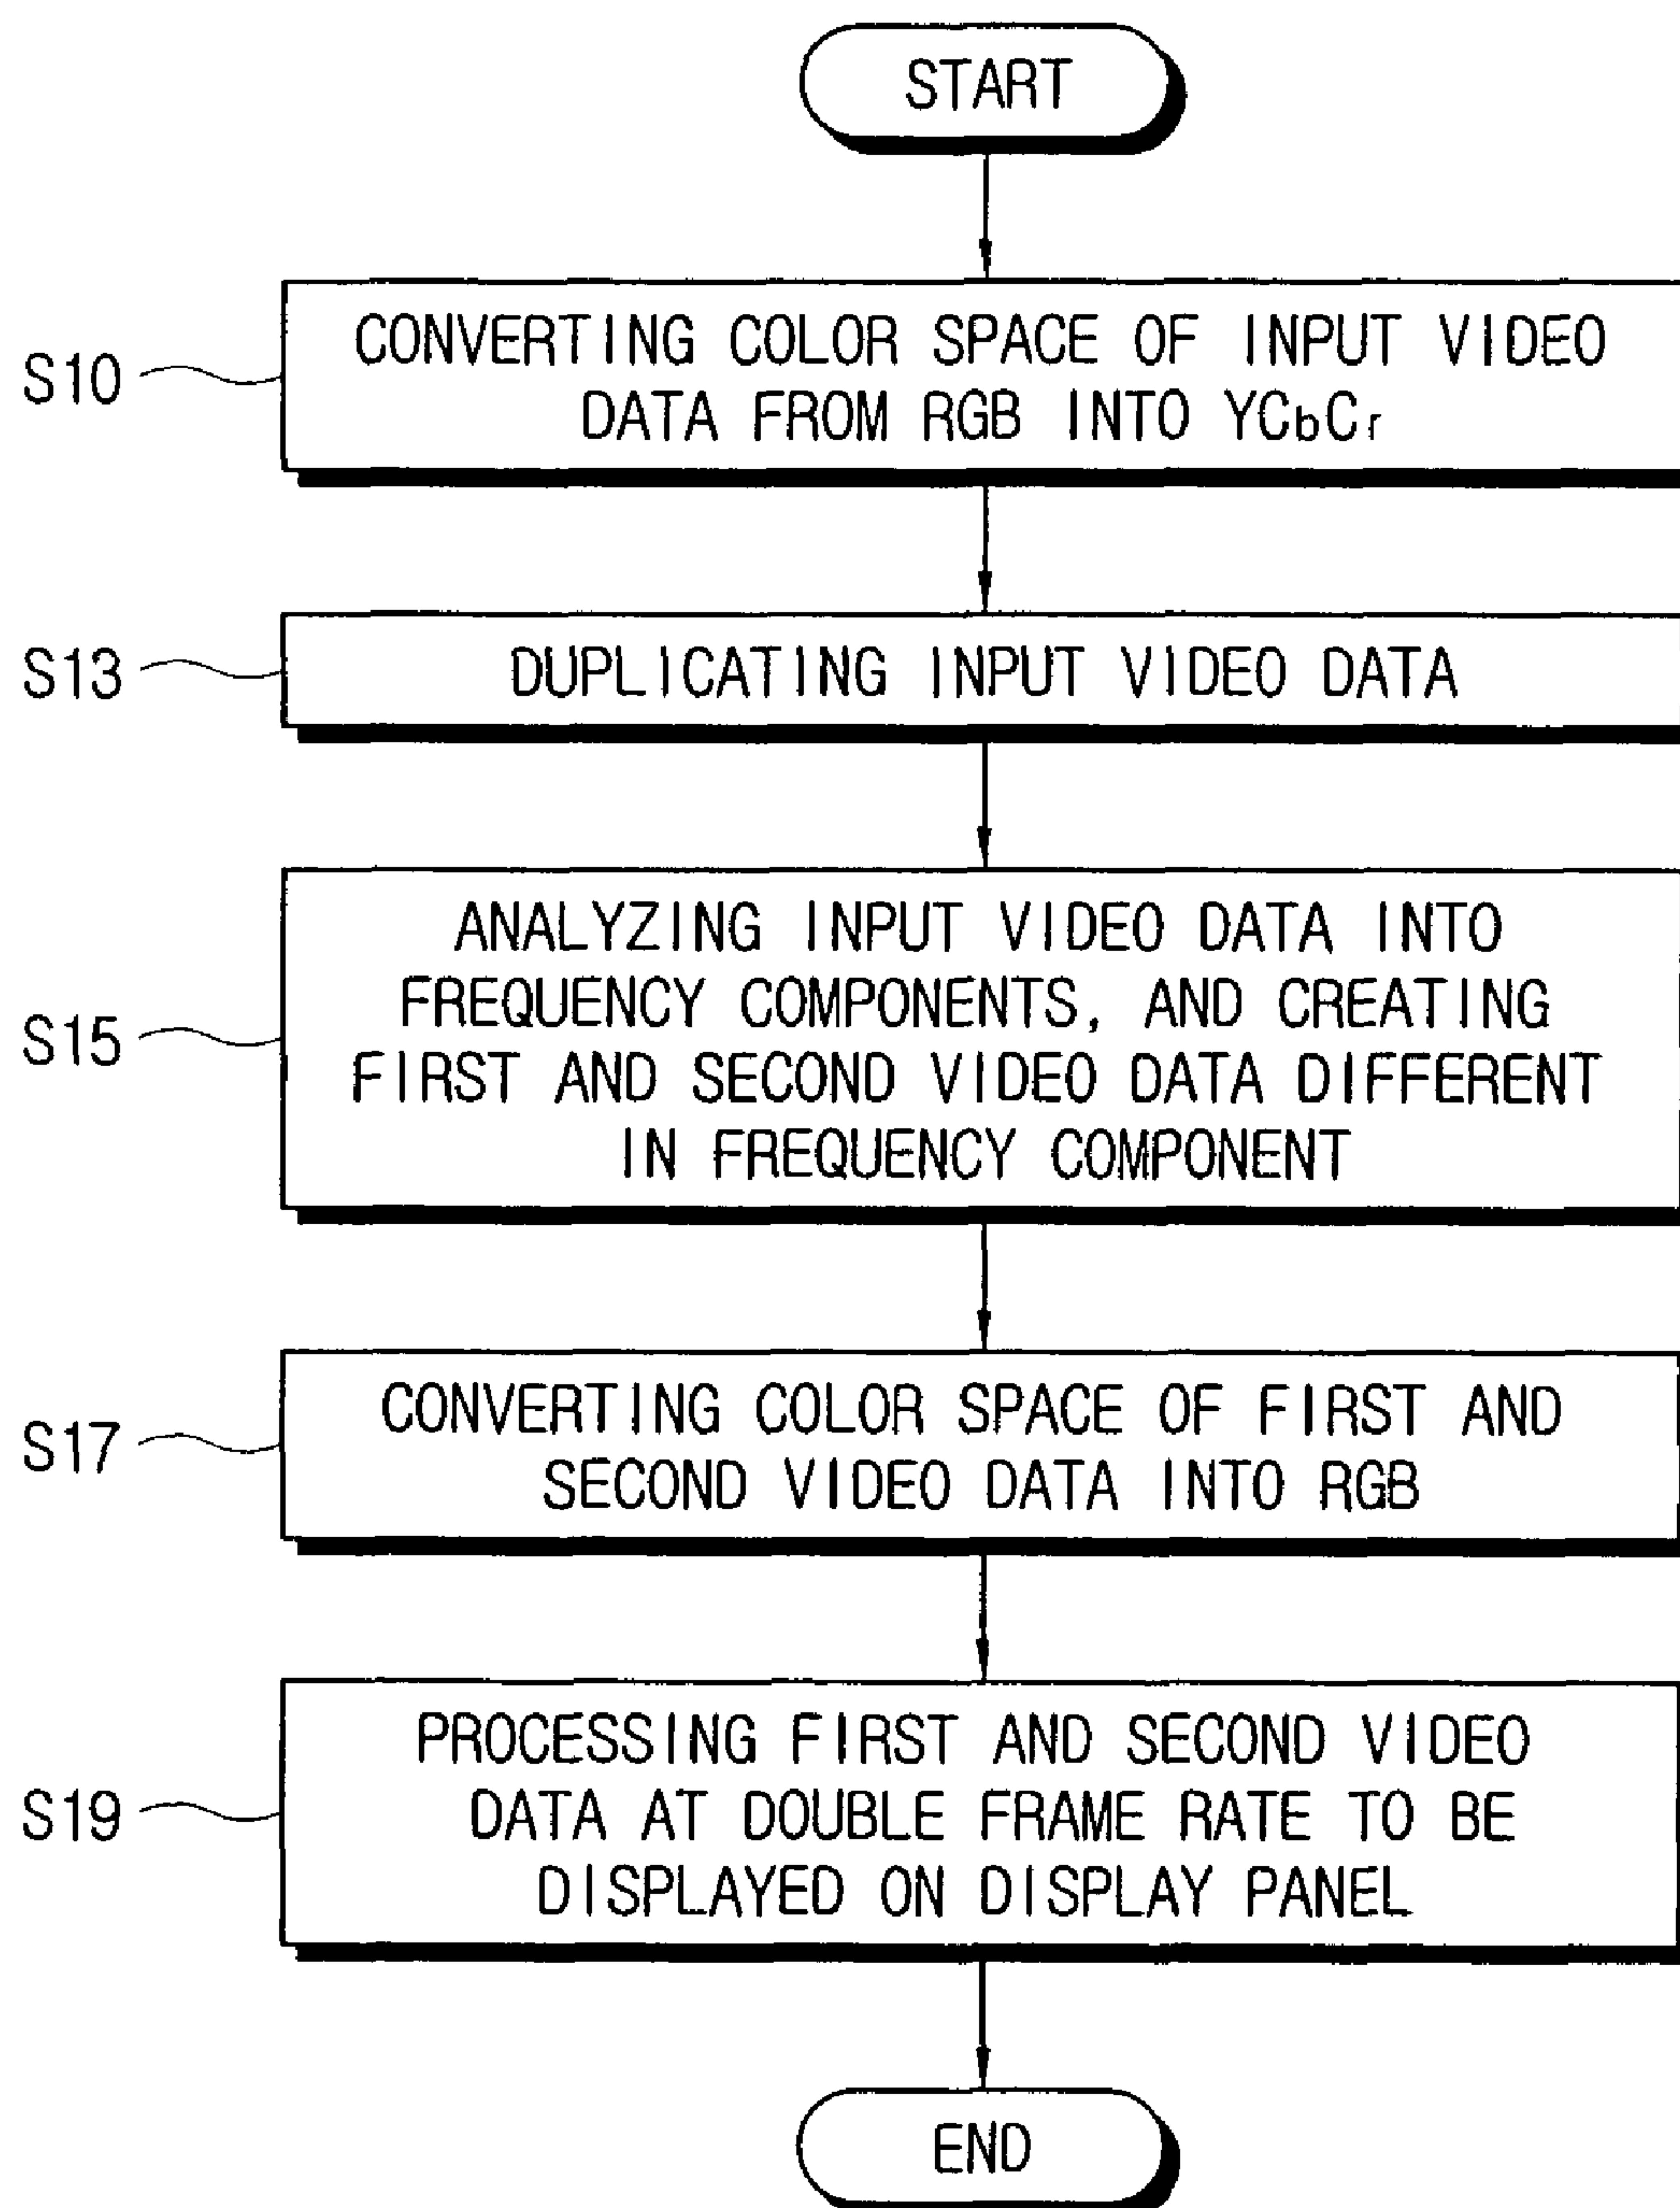 START
S10
CONVERTING COLOR SPACE OF INPUT VIDEO
DATA FROM RGB INTO YCbCr
S13
DUPLICATING INPUT VIDEO DATA
S15
ANALYZING INPUT VIDEO DATA INTO
FREQUENCY COMPONENTS, AND CREATING
FIRST AND SECOND VIDEO DATA DIFFERENT
IN FREQUENCY COMPONENT
S17
CONVERTING COLOR SPACE OF FIRST AND
SECOND VIDEO DATA INTO RGB
S19
PROCESSING FIRST AND SECOND VIDEO
DATA AT DOUBLE FRAME RATE TO BE
DISPLAYED ON DISPLAY PANEL
END